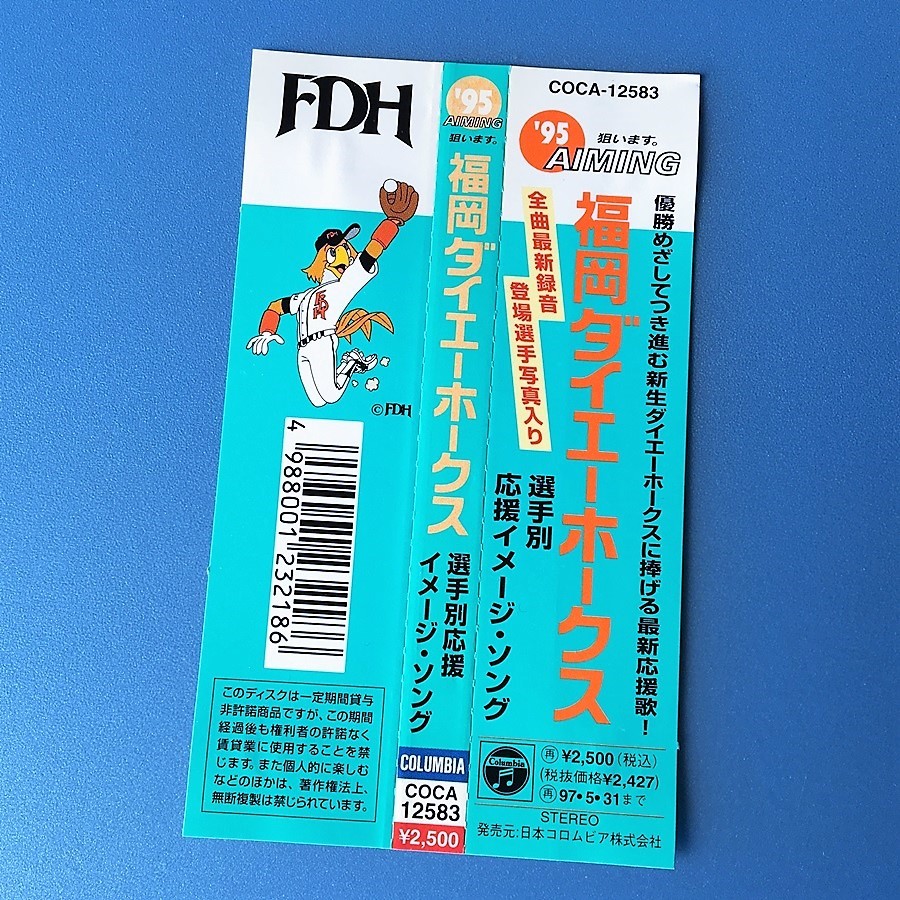 FDH
FDH
©FDH
4 988001 232186
このディスクは一定期間貸与
非許諾商品ですが、この期間
経過後も権利者の許諾なく
賃貸業に使用することを禁
じます。また個人的に楽しむ
などのほかは、著作権法上、
無断複製は禁じられています。
'95
AIMING
狙います。
福岡ダイエーホークス
選手別応援
イメージ・ソング
COLUMBIA
COCA
12583
¥2,500
COCA-12583
'95
狙います。
AIMING
優勝めざしてつき進む新生ダイエーホークスに捧げる最新応援歌!
福岡ダイエーホークス
全曲最新録音
登場選手写真入り
選手別
応援イメージ・ソング
Columbia
再 ¥2,500(税込)
(税抜価格¥2,427)
再 97・5・31まで
STEREO
発売元:日本コロムビア株式会社